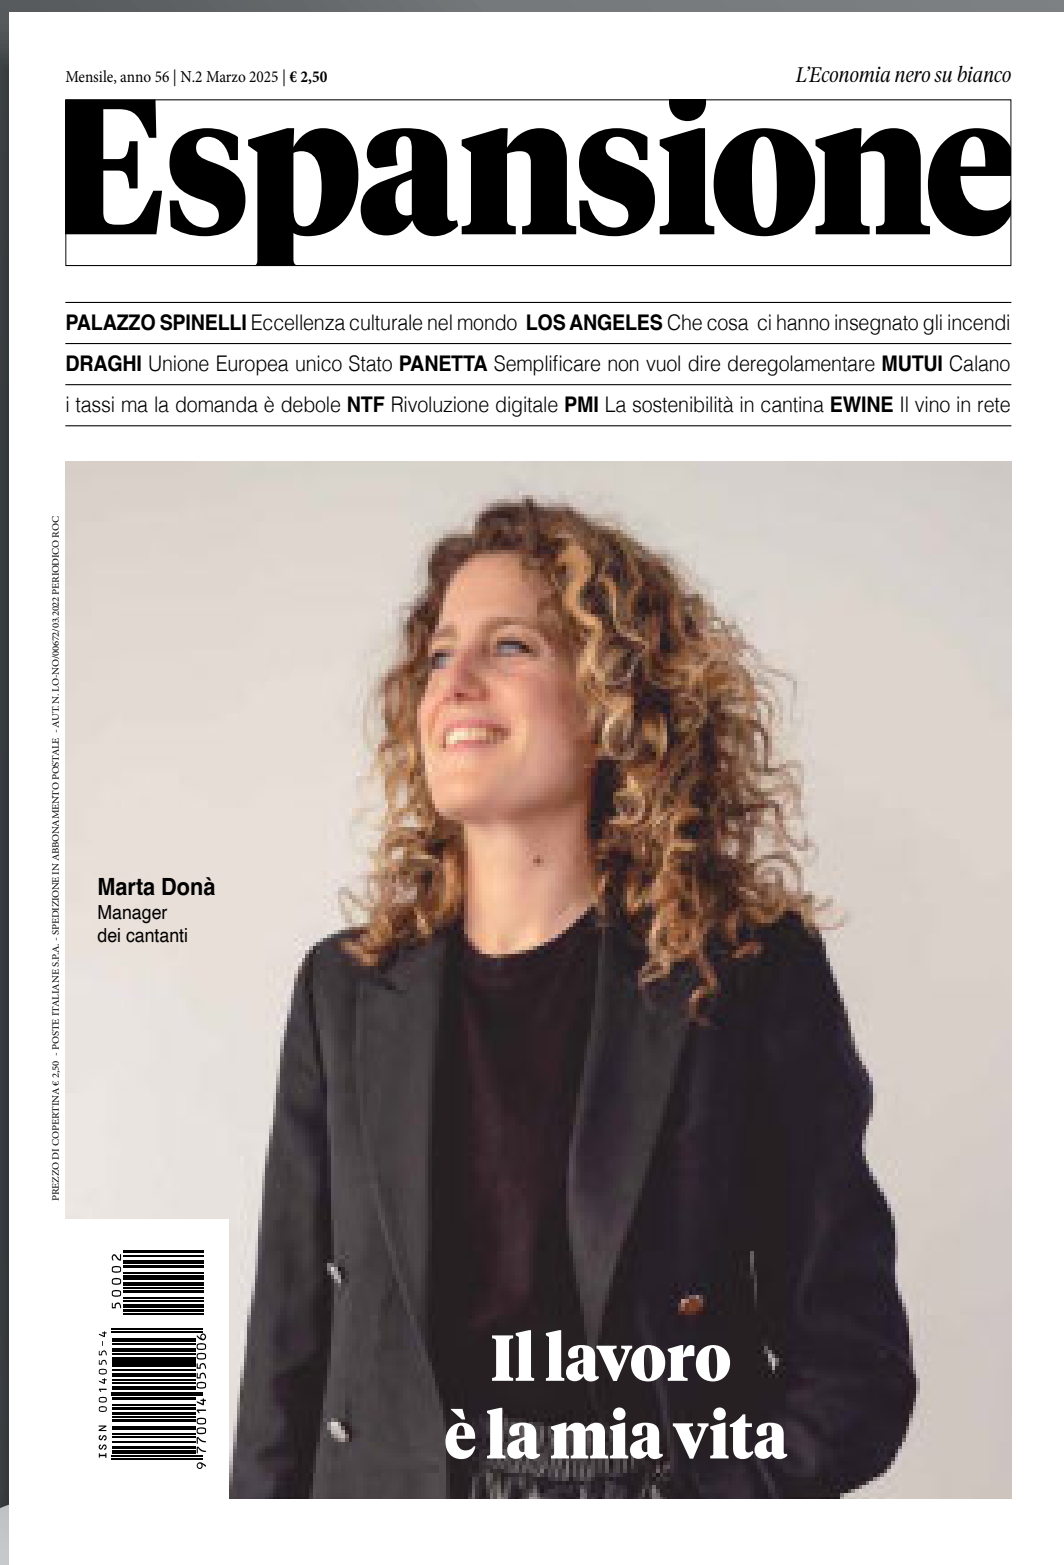 Mensile, anno 56 | N.2 Marzo 2025 | € 2,50
L'Economia nero su bianco
Espansione
PALAZZO SPINELLI Eccellenza culturale nel mondo LOS ANGELES Che cosa ci hanno insegnato gli incendi
DRAGHI Unione Europea unico Stato PANETTA Semplificare non vuol dire deregolamentare MUTUI Calano
i tassi ma la domanda è debole NTF Rivoluzione digitale PMI La sostenibilità in cantina EWINE Il vino in rete
PREZZO DI COPERTINA € 2,50 - POSTE ITALIANE S.P.A. - SPEDIZIONE IN ABBONAMENTO POSTALE - AUT. N. LO-NO/00672/03.2022 PERIODICO ROC
Marta Donà
Manager
dei cantanti
50002
ISSN 0014055-4
9 770014 055006
Il lavoro
è la mia vita